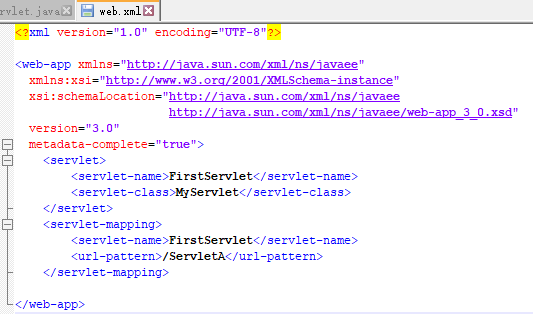 rvlet.java web.xml
<?xml version="1.0" encoding="UTF-8"?>
<web-app xmlns="http://java.sun.com/xml/ns/javaee"
xmlns:xsi="http://www.w3.org/2001/XMLSchema-instance"
xsi:schemaLocation="http://java.sun.com/xml/ns/javaee
http://java.sun.com/xml/ns/javaee/web-app_3_0.xsd"
version="3.0"
metadata-complete="true">
<servlet>
<servlet-name>FirstServlet</servlet-name>
<servlet-class>MyServlet</servlet-class>
</servlet>
<servlet-mapping>
<servlet-name>FirstServlet</servlet-name>
<url-pattern>/ServletA</url-pattern>
</servlet-mapping>
</web-app>